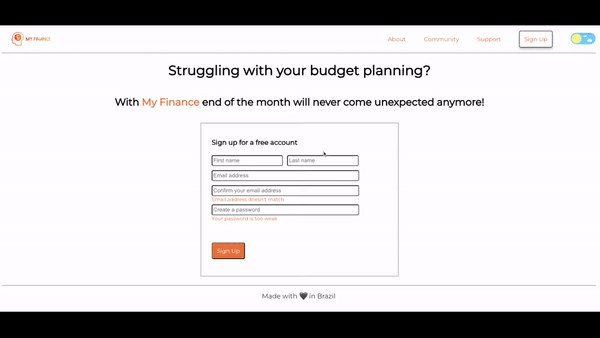 MY FINANCE
About
Community
Support
Sign Up
Struggling with your budget planning?
With My Finance end of the month will never come unexpected anymore!
Sign up for a free account
First name
Last name
Email address
Confirm your email address
Email address doesn't match
Create a password
Your password is too weak
Sign Up
Made with 🖤 in Brazil